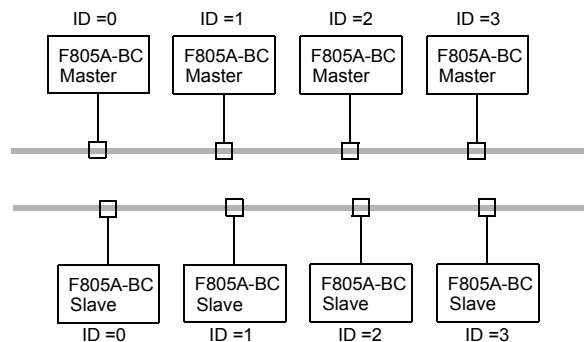 ID =0 ID =1 ID =2 ID =3
F805A-BC F805A-BC F805A-BC F805A-BC
Master Master Master Master
F805A-BC F805A-BC F805A-BC F805A-BC
Slave Slave Slave Slave
ID =0 ID =1 ID =2 ID =3